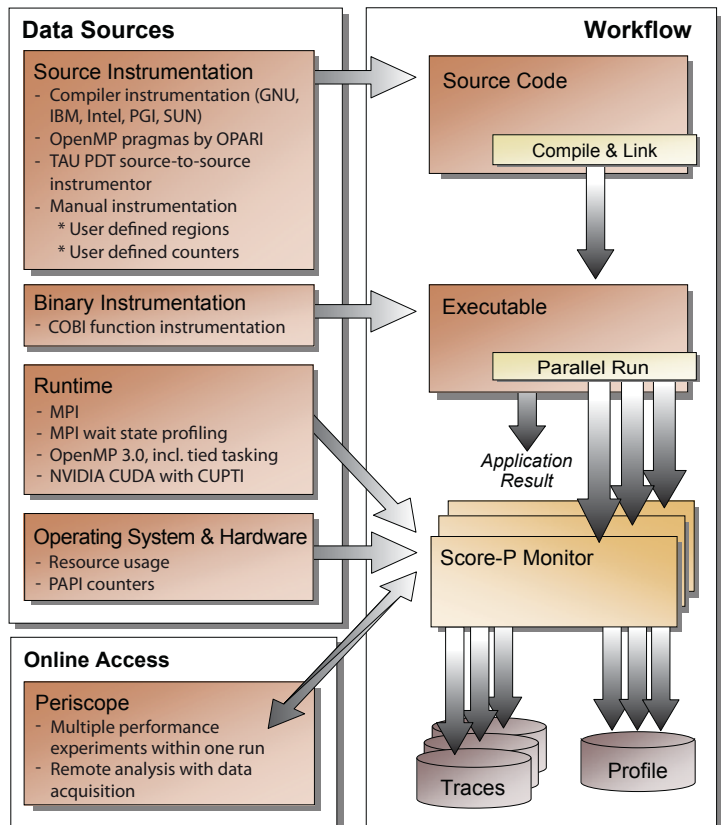 Data Sources
Source Instrumentation
- Compiler instrumentation (GNU,
IBM, Intel, PGI, SUN)
- OpenMP pragmas by OPARI
- TAU PDT source-to-source
instrumentor
- Manual instrumentation
* User defined regions
* User defined counters
Binary Instrumentation
- COBI function instrumentation
Runtime
- MPI
- MPI wait state profiling
- OpenMP 3.0, incl. tied tasking
- NVIDIA CUDA with CUPTI
Operating System & Hardware
- Resource usage
- PAPI counters
Online Access
Periscope
- Multiple performance
experiments within one run
- Remote analysis with data
acquisition
Workflow
Source Code
Compile & Link
Executable
Parallel Run
Application
Result
Score-P Monitor
Traces
Profile